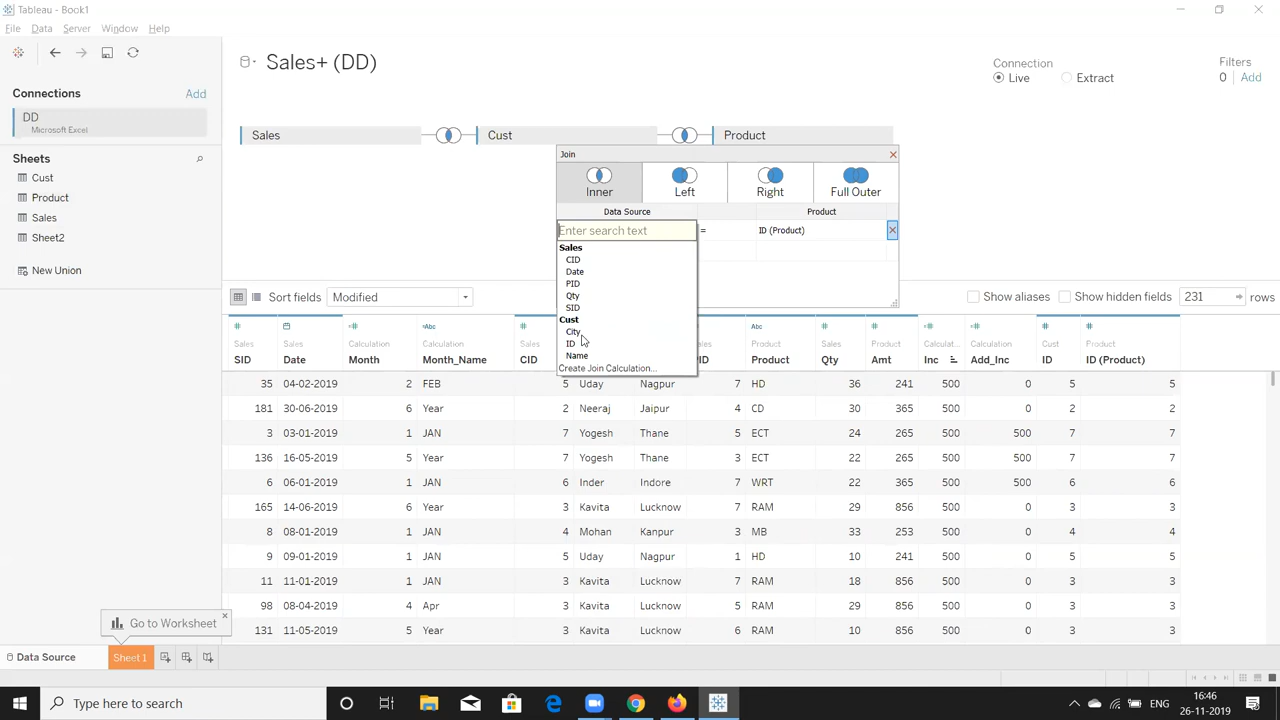 Tableau - Book1
File Data Server Window Help
Sales+ (DD)
Connection
Live Extract
Filters
0 Add
Connections Add
DD
Microsoft Excel
Sheets
Cust
Product
Sales
Sheet2
New Union
Sales Cust Product
Join
Inner Left Right Full Outer
Data Source Product
Enter search text = ID (Product)
Sales
CID
Date
PID
Qty
SID
Cust
City
ID
Name
Create Join Calculation...
Sort fields Modified Show aliases Show hidden fields 231 rows
Abc Abc
Sales Sales Calculation Calculation Sales Sales Product Sales Product Calculat... Calculation Cust Product
SID Date Month Month_Name CID PID Product Qty Amt Inc Add_Inc ID ID (Product)
35 04-02-2019 2 FEB 5 Uday Nagpur 7 HD 36 241 500 0 5 5
181 30-06-2019 6 Year 2 Neeraj Jaipur 4 CD 30 365 500 0 2 2
3 03-01-2019 1 JAN 7 Yogesh Thane 5 ECT 24 265 500 500 7 7
136 16-05-2019 5 Year 7 Yogesh Thane 3 ECT 22 265 500 500 7 7
6 06-01-2019 1 JAN 6 Inder Indore 7 WRT 22 365 500 500 6 6
165 14-06-2019 6 Year 3 Kavita Lucknow 7 RAM 29 856 500 0 3 3
8 08-01-2019 1 JAN 4 Mohan Kanpur 3 MB 33 253 500 0 4 4
9 09-01-2019 1 JAN 5 Uday Nagpur 1 HD 10 241 500 0 5 5
11 11-01-2019 1 JAN 3 Kavita Lucknow 7 RAM 18 856 500 0 3 3
98 08-04-2019 4 Apr 3 Kavita Lucknow 5 RAM 29 856 500 0 3 3
131 11-05-2019 5 Year 3 Kavita Lucknow 6 RAM 10 856 500 0 3 3
Go to Worksheet
Data Source Sheet 1
Type here to search
ENG
16:46
26-11-2019